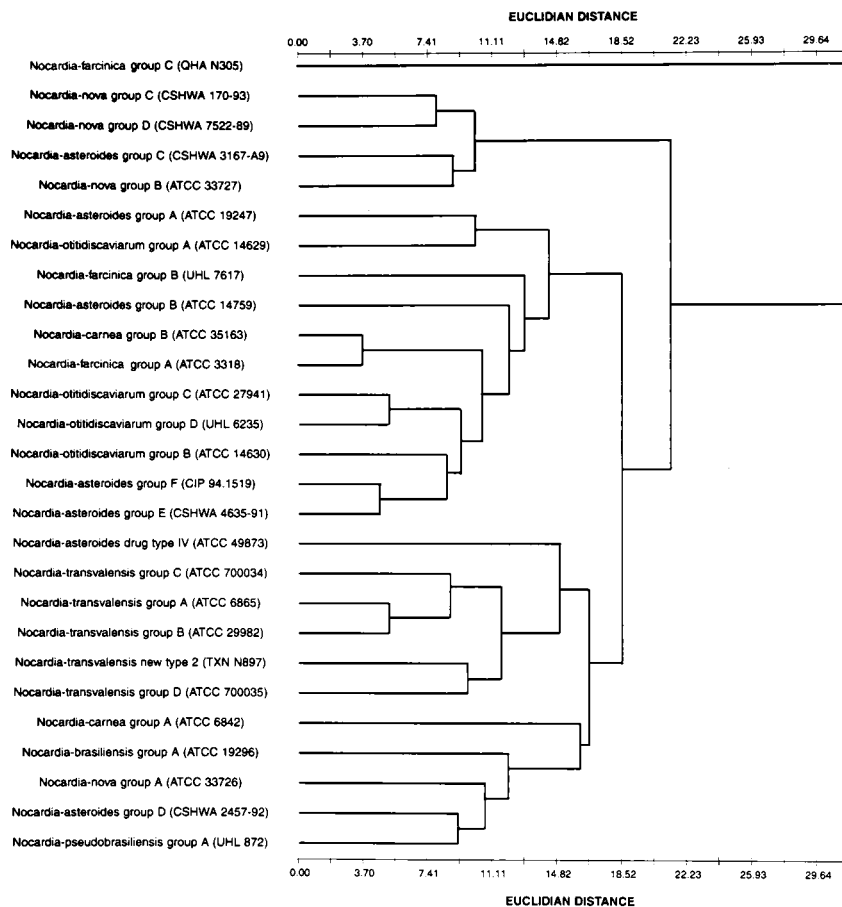 EUCLIDIAN DISTANCE
0.00 3.70 7.41 11.11 14.82 18.52 22.23 25.93 29.64
Nocardia-farcinica group C (QHA N305)
Nocardia-nova group C (CSHWA 170-93)
Nocardia-nova group D (CSHWA 7522-89)
Nocardia-asteroides group C (CSHWA 3167-A9)
Nocardia-nova group B (ATCC 33727)
Nocardia-asteroides group A (ATCC 19247)
Nocardia-otitidiscaviarum group A (ATCC 14629)
Nocardia-farcinica group B (UHL 7617)
Nocardia-asteroides group B (ATCC 14759)
Nocardia-carnea group B (ATCC 35163)
Nocardia-farcinica group A (ATCC 3318)
Nocardia-otitidiscaviarum group C (ATCC 27941)
Nocardia-otitidiscaviarum group D (UHL 6235)
Nocardia-otitidiscaviarum group B (ATCC 14630)
Nocardia-asteroides group F (CIP 94.1519)
Nocardia-asteroides group E (CSHWA 4635-91)
Nocardia-asteroides drug type IV (ATCC 49873)
Nocardia-transvalensis group C (ATCC 700034)
Nocardia-transvalensis group A (ATCC 6865)
Nocardia-transvalensis group B (ATCC 29982)
Nocardia-transvalensis new type 2 (TXN N897)
Nocardia-transvalensis group D (ATCC 700035)
Nocardia-carnea group A (ATCC 6842)
Nocardia-brasiliensis group A (ATCC 19296)
Nocardia-nova group A (ATCC 33726)
Nocardia-asteroides group D (CSHWA 2457-92)
Nocardia-pseudobrasiliensis group A (UHL 872)
0.00 3.70 7.41 11.11 14.82 18.52 22.23 25.93 29.64
EUCLIDIAN DISTANCE